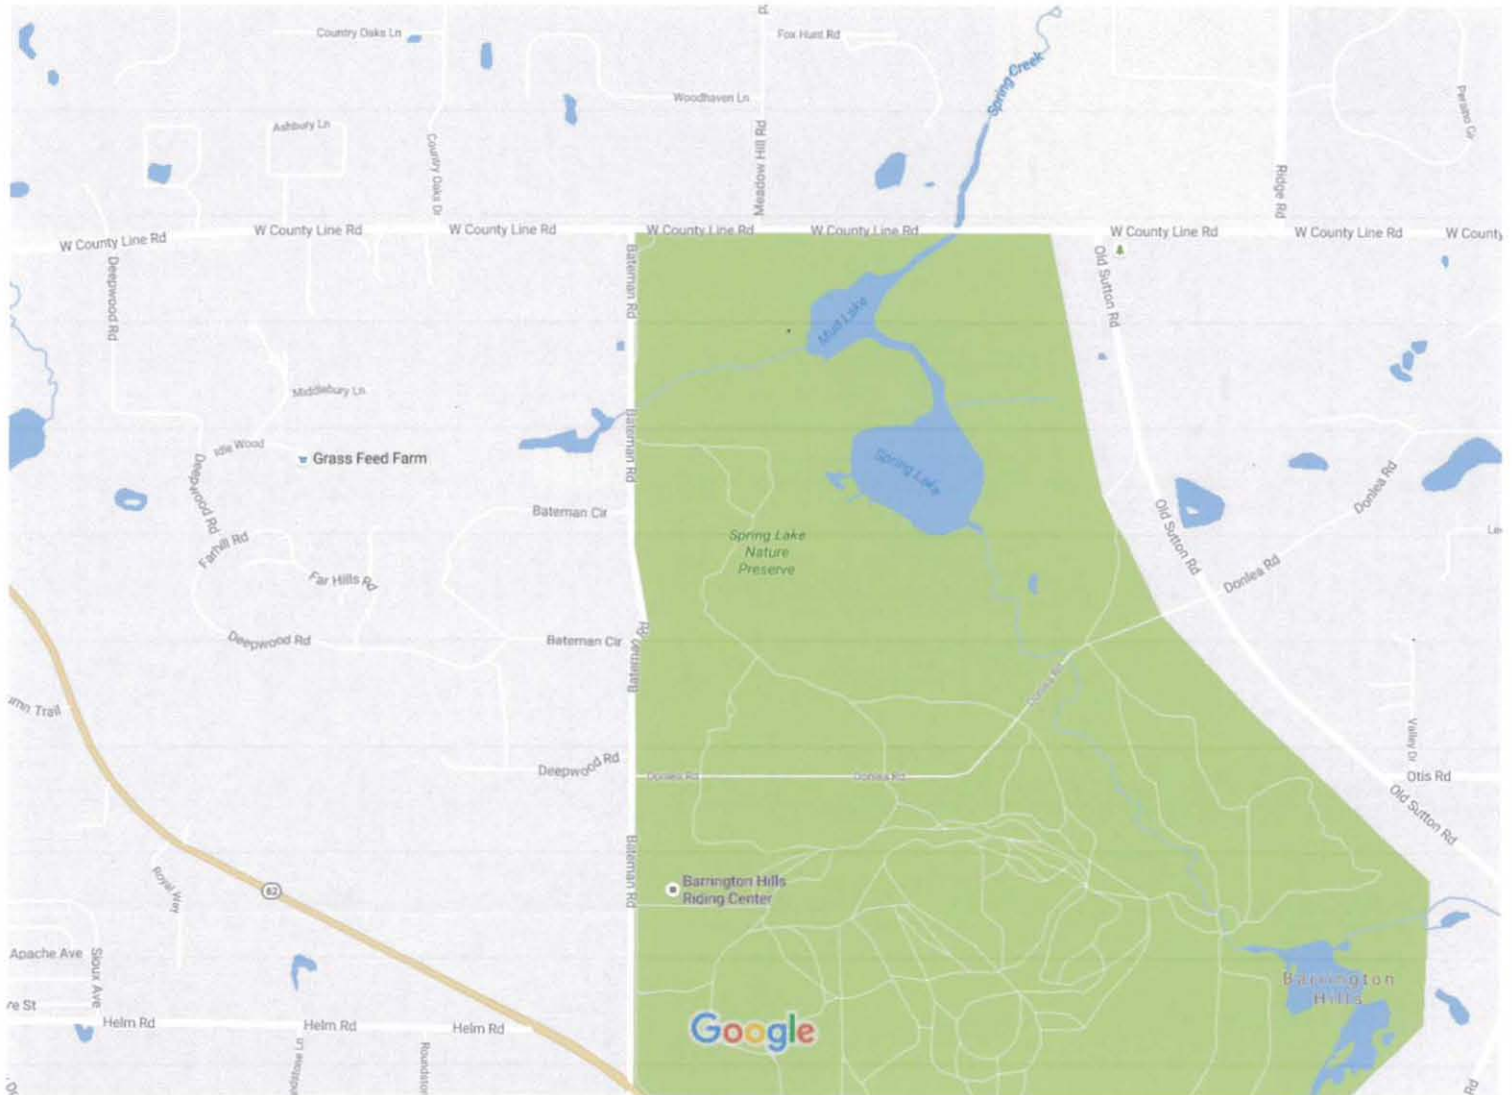 Country Oaks Ln
Fox Hunt Rd
Spring Creek
Woodhaven Ln
Persimo Cir
Ashbury Ln
Country Oaks Dr
Meadow Hill Rd
Ridge Rd
W County Line Rd
W County Line Rd
W County Line Rd
W County Line Rd
W County Line Rd
W County Line Rd
W County Line Rd
W County
Deepwood Rd
Bateman Rd
Old Sutton Rd
Mud Lake
Middlebury Ln
Idle Wood
Grass Feed Farm
Bateman Rd
Spring Lake
Deepwood Rd
Bateman Cir
Old Sutton Rd
Donlea Rd
Spring Lake
Nature
Preserve
Farhill Rd
Far Hills Rd
Donlea Rd
Deepwood Rd
Bateman Cir
Bateman Rd
Donlea Rd
Trail
Valley Dr
Deepwood Rd
Donlea Rd
Donlea Rd
Otis Rd
Old Sutton Rd
Bateman Rd
Barrington Hills
Riding Center
62
Royal Way
Apache Ave
Sioux Ave
Barrington
Hills
re St
Helm Rd
Helm Rd
Helm Rd
Google
Rd